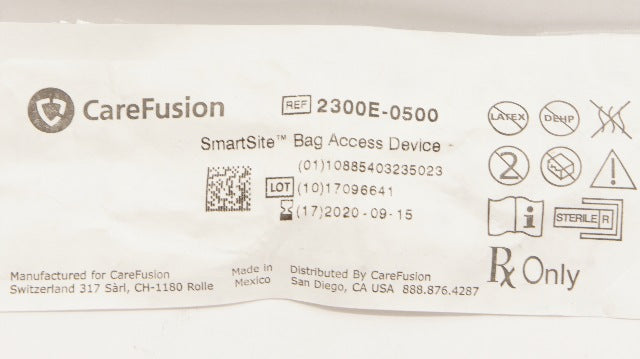 CareFusion
REF 2300E-0500
SmartSite™ Bag Access Device
(01)10885403235023
LOT (10)17096641
(17)2020-09-15
LATEX DEHP
2
STERILE R
Rx Only
Manufactured for CareFusion
Switzerland 317 Sàrl, CH-1180 Rolle
Made in
Mexico
Distributed By CareFusion
San Diego, CA USA 888.876.4287